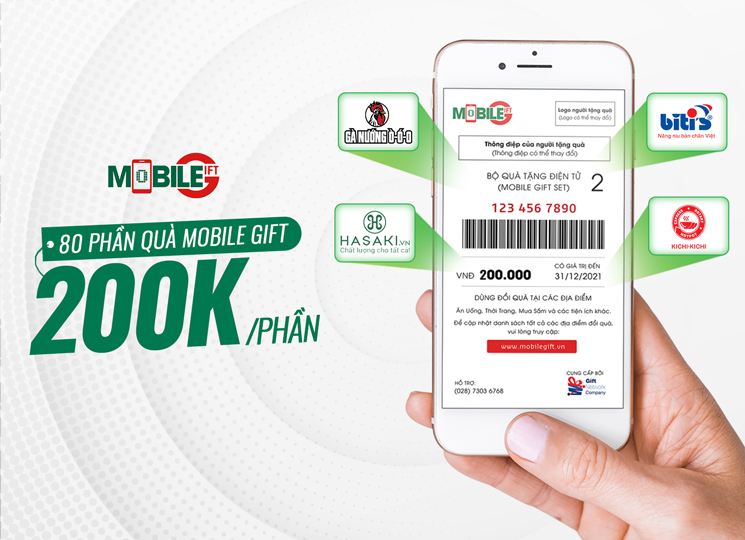 MOBILE GIFT
80 PHẦN QUÀ MOBILE GIFT
200K/PHẦN
GÀ NƯỚNG Ò-Ó-O
HASAKI.VN
Chất lượng cho tất cả!
MOBILE GIFT
Logo người tặng quà
(Logo có thể thay đổi)
Thông điệp của người tặng quà
(Thông điệp có thể thay đổi)
BỘ QUÀ TẶNG ĐIỆN TỬ
(MOBILE GIFT SET)
2
123 456 7890
VNĐ 200.000
CÓ GIÁ TRỊ ĐẾN
31/12/2021
DÙNG ĐỔI QUÀ TẠI CÁC ĐỊA ĐIỂM
Ăn Uống, Thời Trang, Mua Sắm và các tiện ích khác.
Để cập nhật danh sách tất cả các địa điểm đổi quà,
vui lòng truy cập:
www.mobilegift.vn
HỖ TRỢ:
(028) 7303 6768
CUNG CẤP BỞI
Gift
Network
Company
biti's
Nâng niu bàn chân Việt
KICHI-KICHI